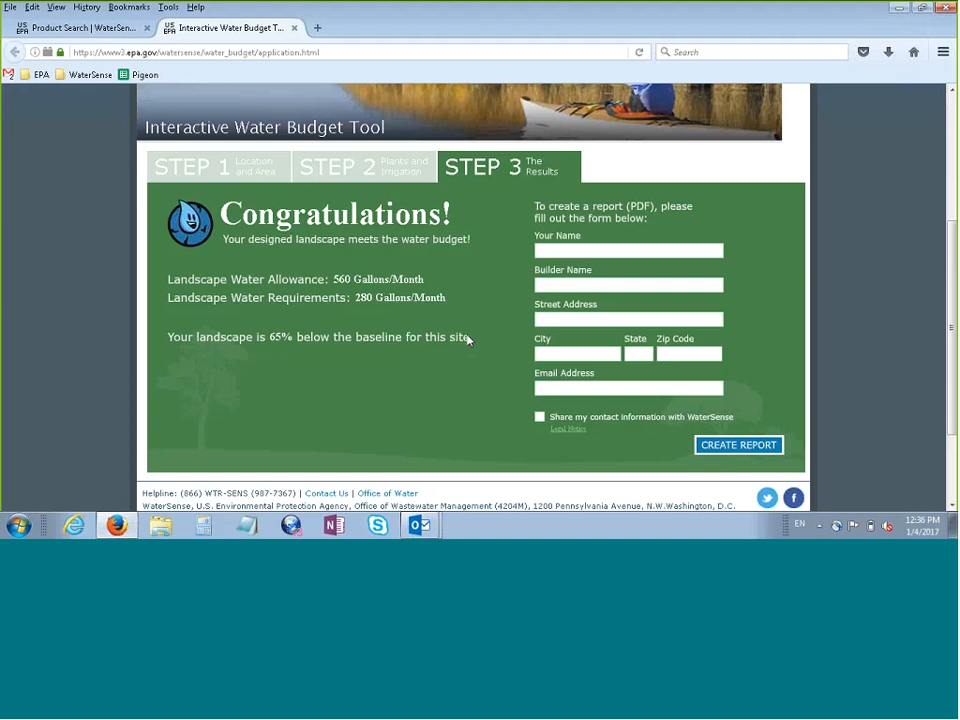 File Edit View History Bookmarks Tools Help
US EPA Product Search | WaterSen... × US EPA Interactive Water Budget T... × +
https://www3.epa.gov/watersense/water_budget/application.html Search
EPA WaterSense Pigeon
Interactive Water Budget Tool
STEP 1 Location and Area STEP 2 Plants and Irrigation STEP 3 The Results
Congratulations!
Your designed landscape meets the water budget!
Landscape Water Allowance: 560 Gallons/Month
Landscape Water Requirements: 280 Gallons/Month
Your landscape is 65% below the baseline for this site
To create a report (PDF), please
fill out the form below:
Your Name
Builder Name
Street Address
City State Zip Code
Email Address
Share my contact information with WaterSense
Legal Notice
CREATE REPORT
Helpline: (866) WTR-SENS (987-7367) | Contact Us | Office of Water
WaterSense, U.S. Environmental Protection Agency, Office of Wastewater Management (4204M), 1200 Pennsylvania Avenue, N.W.Washington, D.C.
EN 12:36 PM
1/4/2017